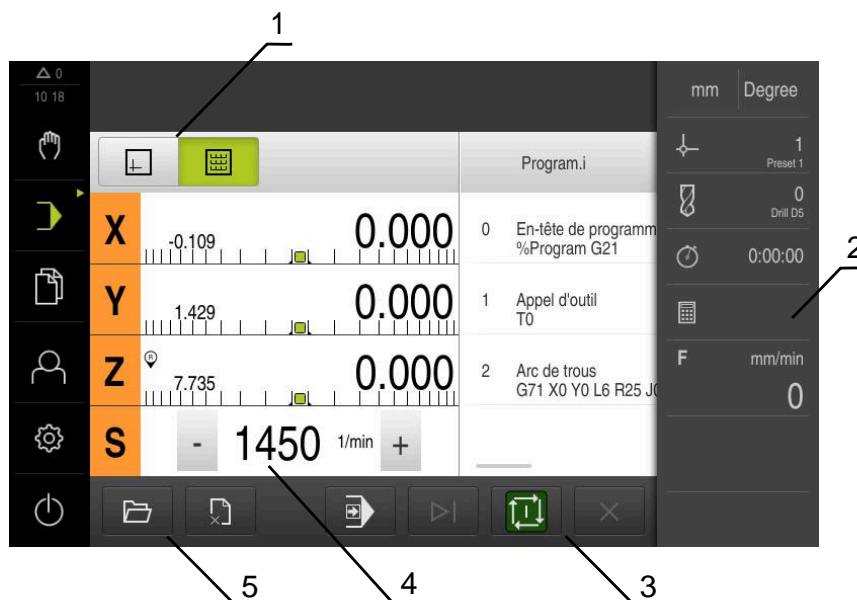 1
0
10 18
mm Degree
1
Preset 1
Program.i
0
Drill D5
X -0.109 0.000
0 En-tête de programm
%Program G21
0:00:00
2
Y 1.429 0.000
1 Appel d'outil
T0
Z R 7.735 0.000
2 Arc de trous
G71 X0 Y0 L6 R25 J0
F mm/min
0
S - 1450 1/min +
I
5 4 3